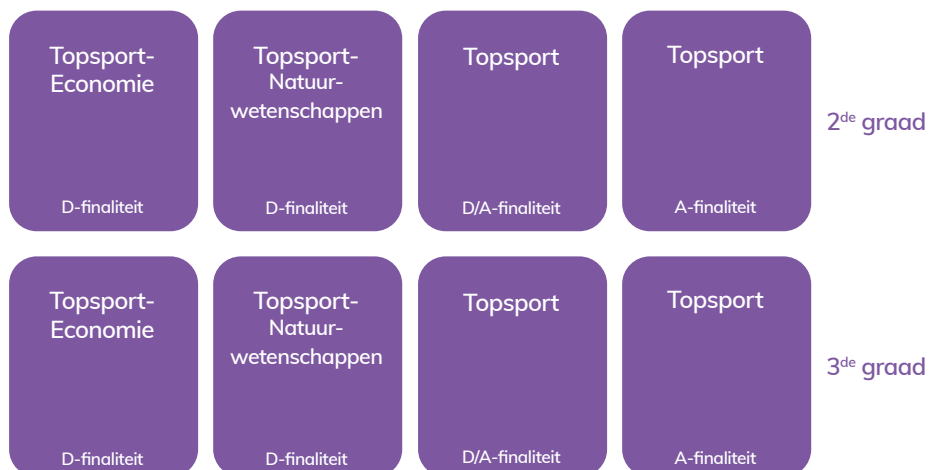 Topsport-
Economie
D-finaliteit
Topsport-
Natuur-
wetenschappen
D-finaliteit
Topsport
D/A-finaliteit
Topsport
A-finaliteit
2de graad
Topsport-
Economie
D-finaliteit
Topsport-
Natuur-
wetenschappen
D-finaliteit
Topsport
D/A-finaliteit
Topsport
A-finaliteit
3de graad